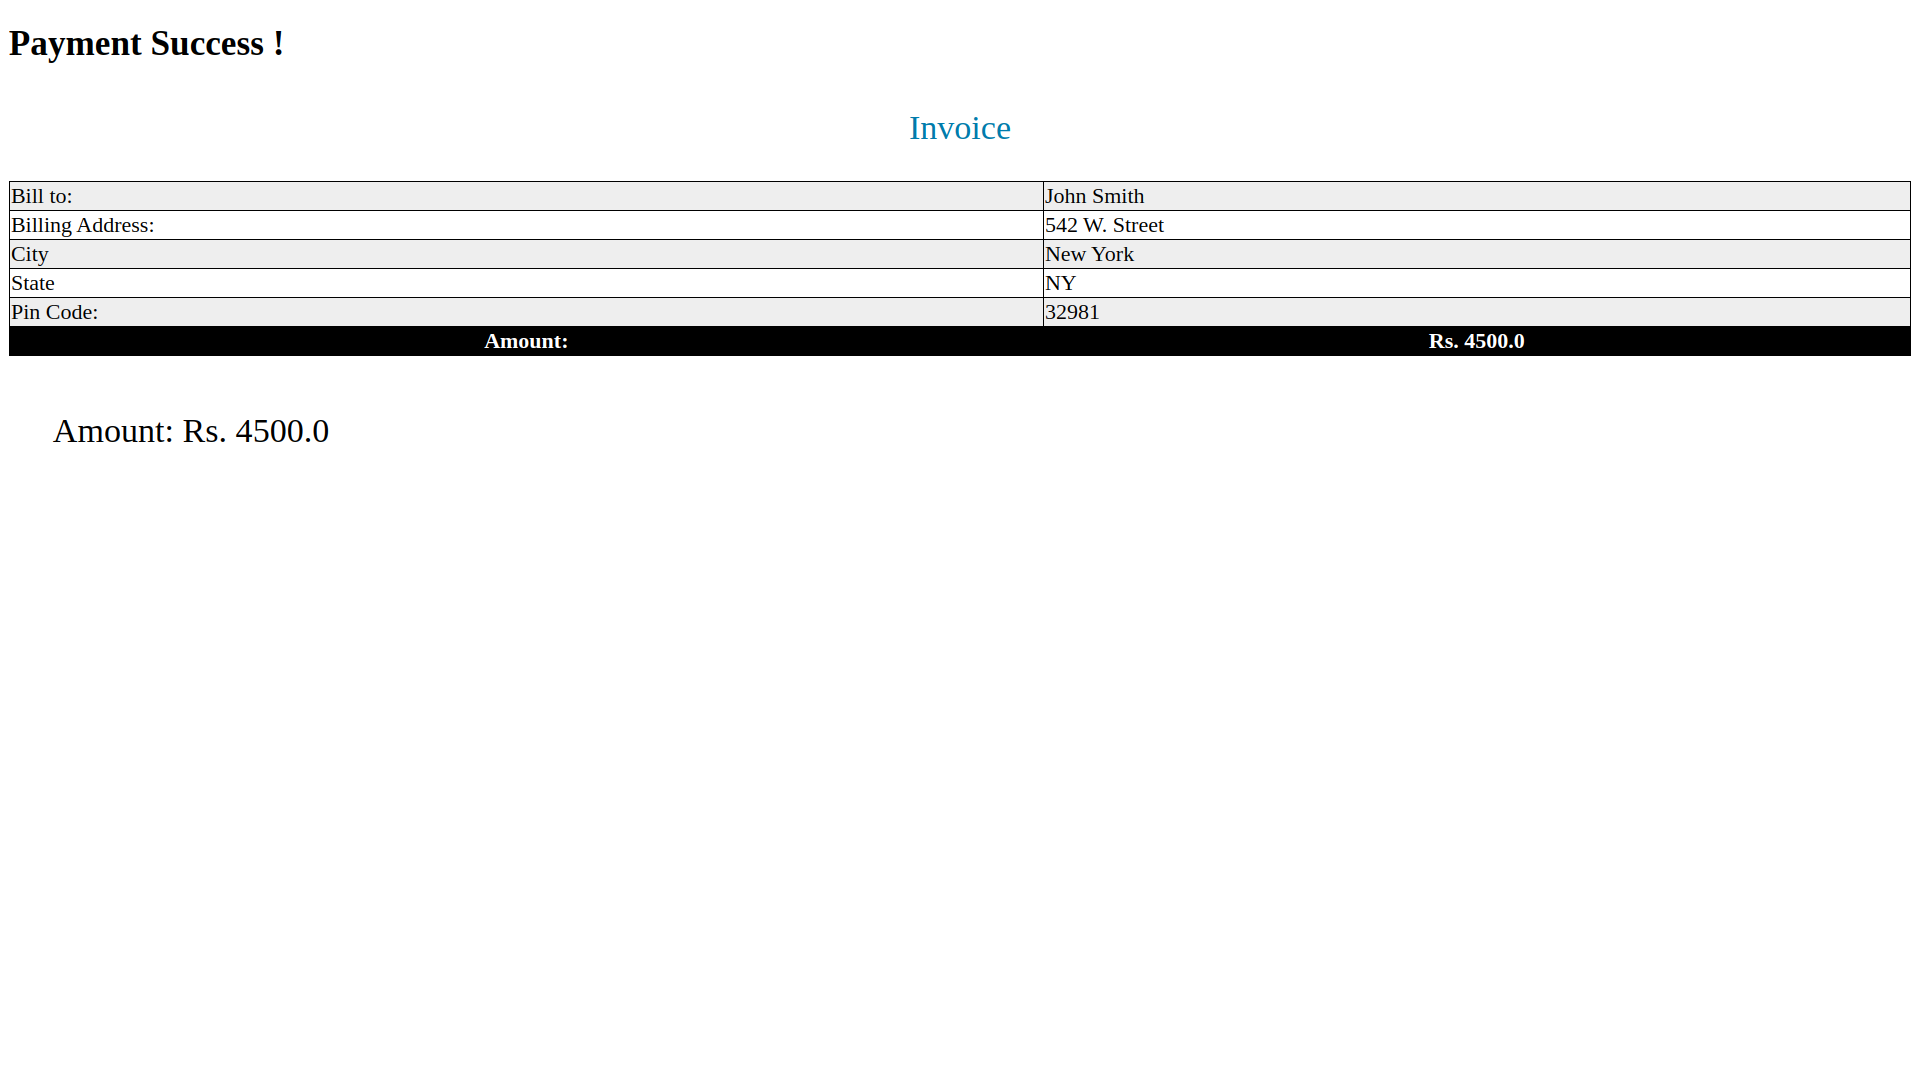 Payment Success !
Invoice
Bill to: John Smith
Billing Address: 542 W. Street
City New York
State NY
Pin Code: 32981
Amount: Rs. 4500.0
Amount: Rs. 4500.0